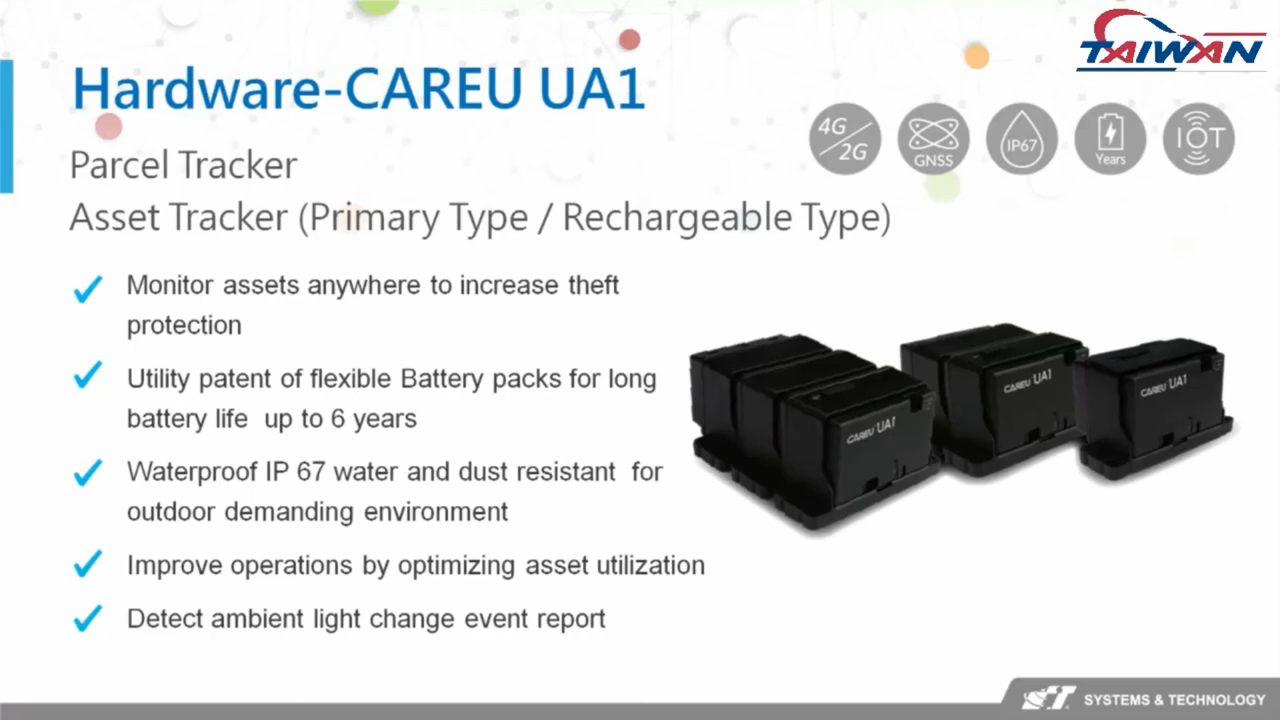 TAIWAN
Hardware-CAREU UA1
4G/2G
GNSS
IP67
Years
IOT
Parcel Tracker
Asset Tracker (Primary Type / Rechargeable Type)
Monitor assets anywhere to increase theft
protection
Utility patent of flexible Battery packs for long
battery life  up to 6 years
Waterproof IP 67 water and dust resistant  for
outdoor demanding environment
Improve operations by optimizing asset utilization
Detect ambient light change event report
CAREU UA1
CAREU UA1
CAREU UA1
SYSTEMS & TECHNOLOGY